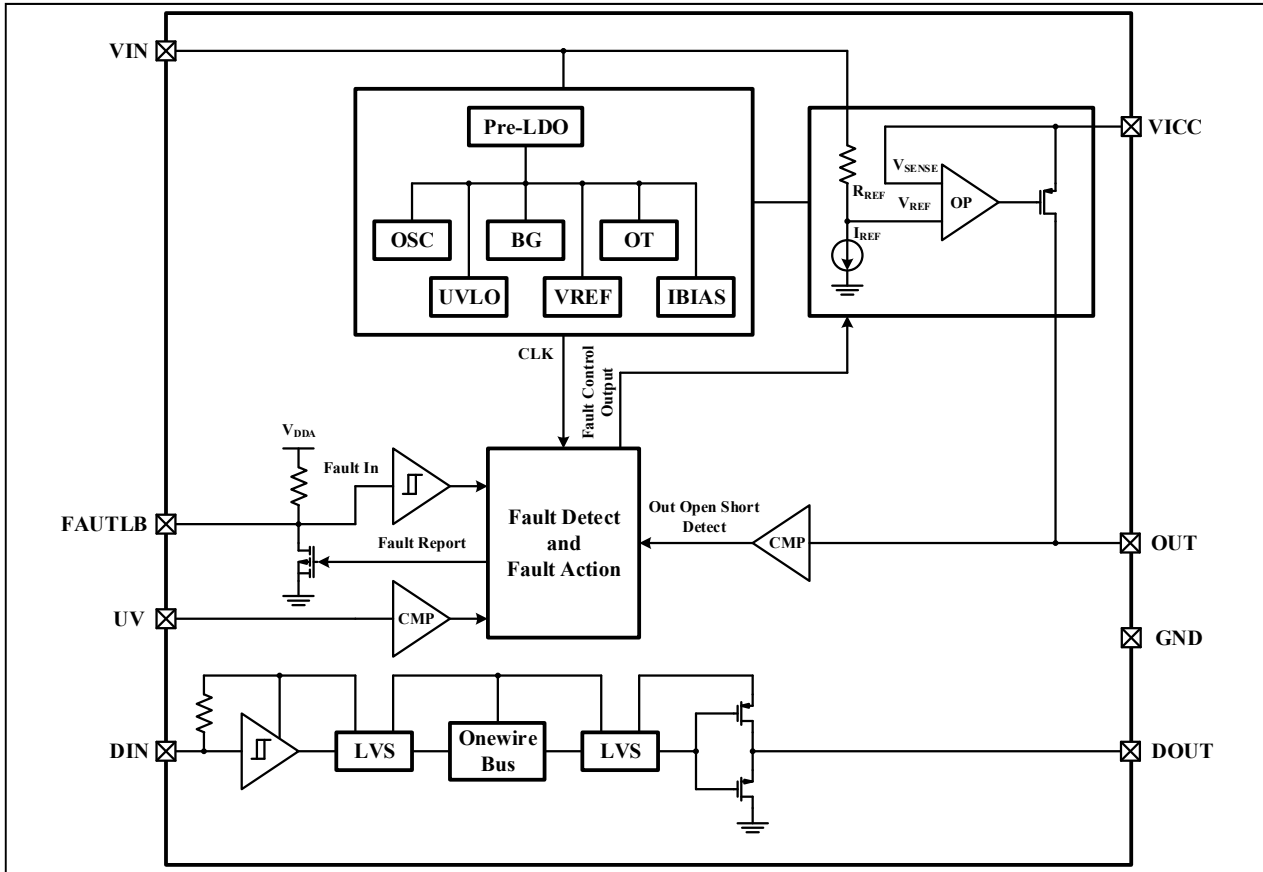 VIN
Pre-LDO
VICC
VSENSE
RREF
VREF
OP
OSC
BG
OT
IREF
UVLO
VREF
IBIAS
CLK
Fault Control
Output
VDDA
Fault In
Out Open Short
Detect
Fault Detect
and
Fault Action
FAUTLB
CMP
OUT
Fault Report
UV
CMP
GND
DIN
LVS
Onewire
Bus
LVS
DOUT